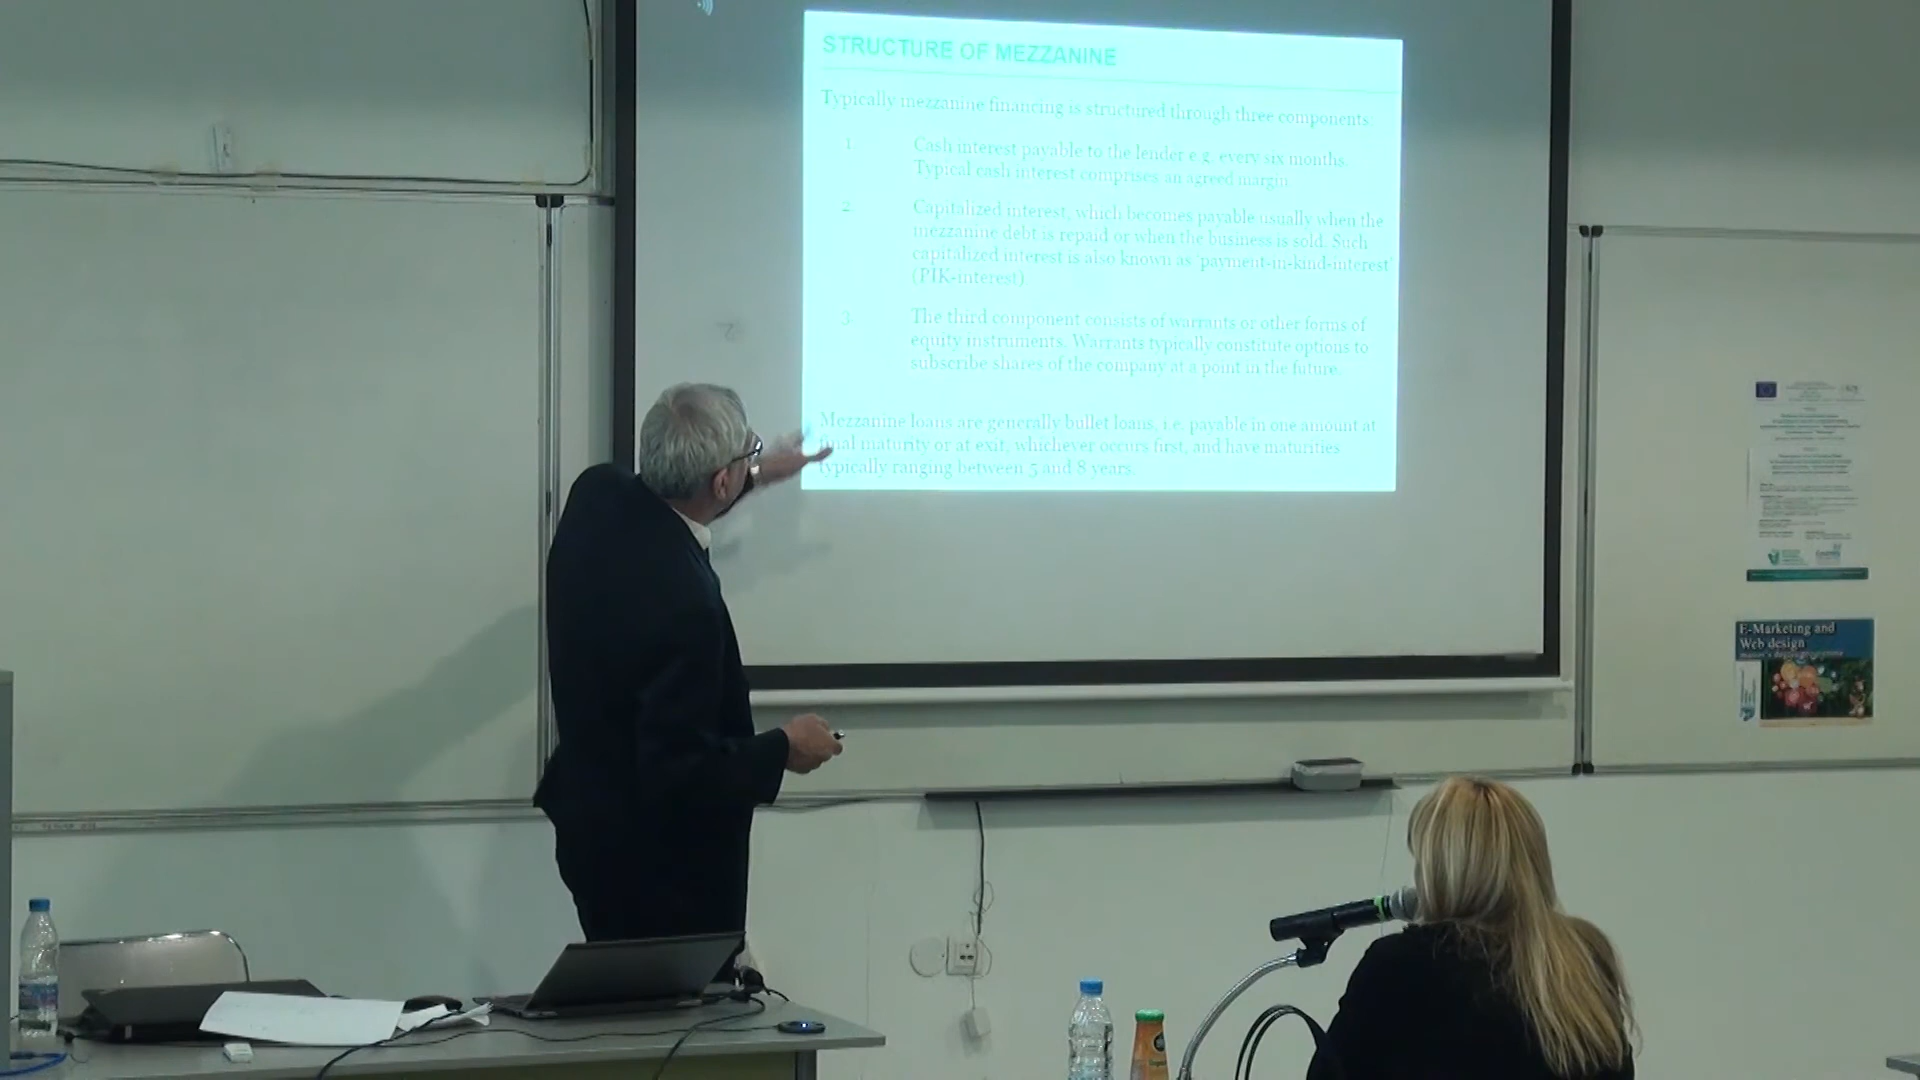 STRUCTURE OF MEZZANINE
Typically mezzanine financing is structured through three components:
1. Cash interest payable to the lender e.g. every six months.
Typical cash interest comprises an agreed margin
2. Capitalized interest, which becomes payable usually when the
mezzanine debt is repaid or when the business is sold. Such
capitalized interest is also known as 'payment-in-kind-interest'
(PIK-interest)
3. The third component consists of warrants or other forms of
equity instruments. Warrants typically constitute options to
subscribe shares of the company at a point in the future.
Mezzanine loans are generally bullet loans, i.e. payable in one amount at
final maturity or at exit, whichever occurs first, and have maturities
typically ranging between 5 and 8 years.
E-Marketing and
Web design
master's degree programme